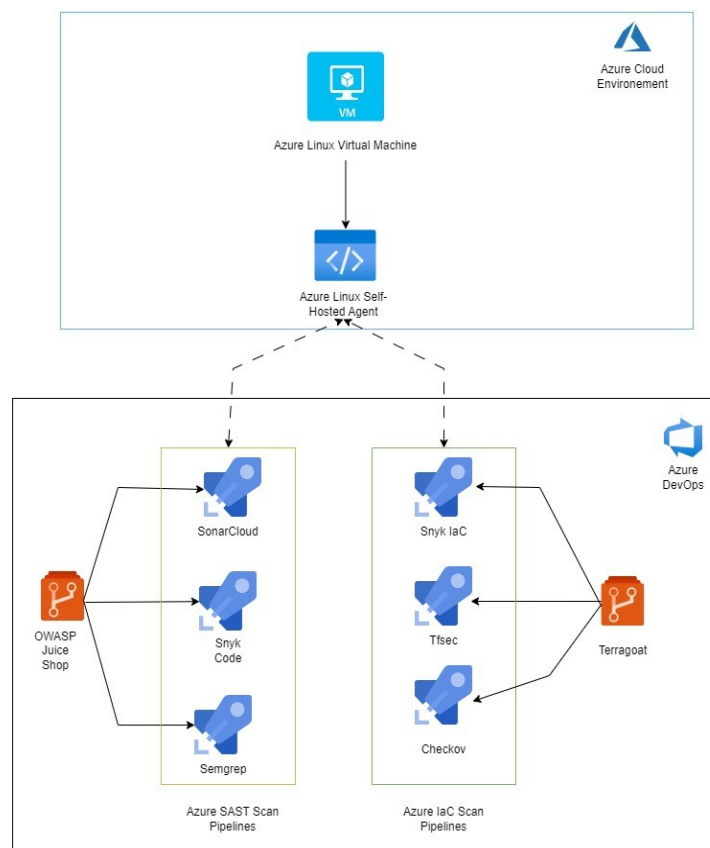 Azure Cloud
Environement
VM
Azure Linux Virtual Machine
Azure Linux Self-
Hosted Agent
Azure
DevOps
SonarCloud
Snyk IaC
OWASP
Juice
Shop
Snyk
Code
Tfsec
Terragoat
Semgrep
Checkov
Azure SAST Scan
Pipelines
Azure IaC Scan
Pipelines